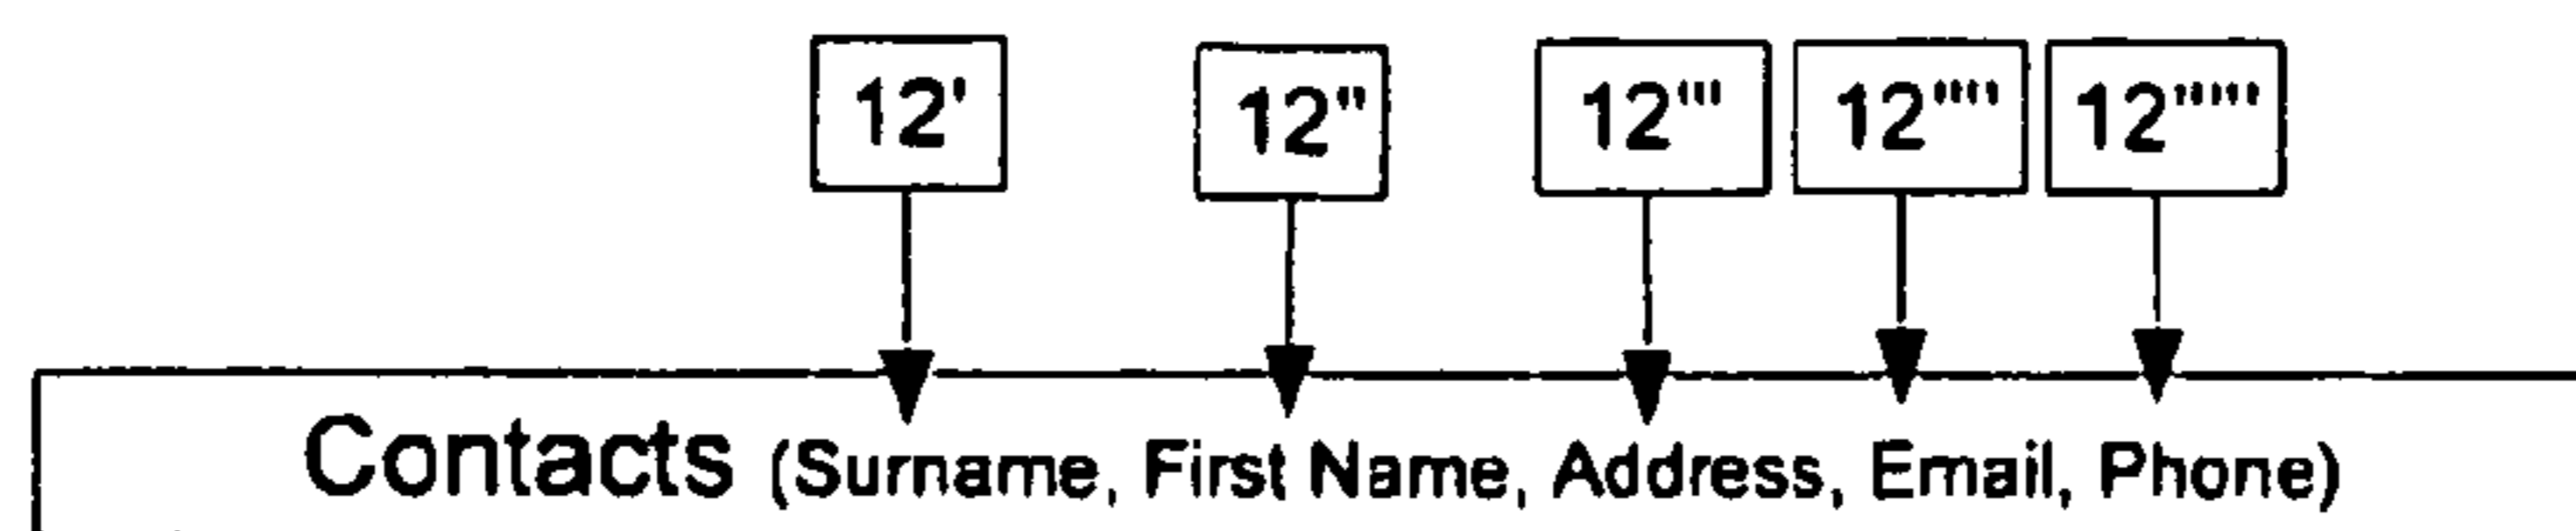 12' 12" 12''' 12'''' 12'''''
Contacts (Surname, First Name, Address, Email, Phone)